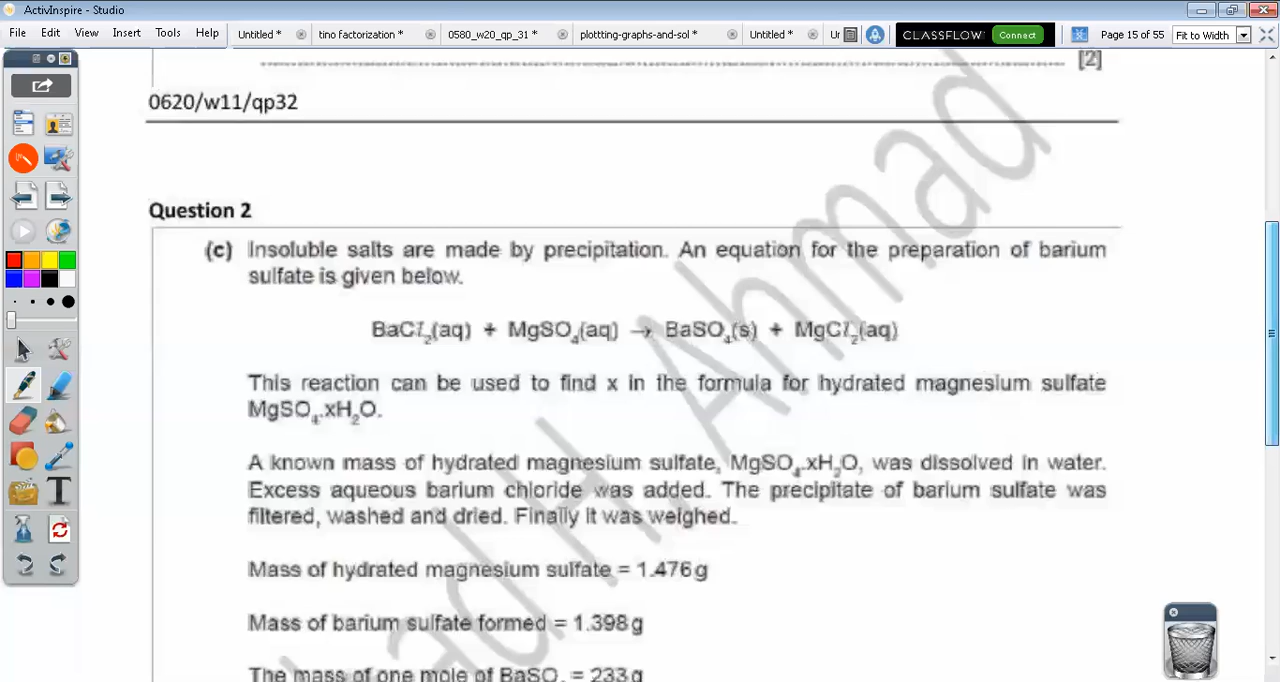 ActivInspire - Studio
File Edit View Insert Tools Help Untitled * tino factorization * 0580_w20_qp_31 * plottting-graphs-and-sol * Untitled * Ur CLASSFLOW Connect Page 15 of 55 Fit to Width
[2]
0620/w11/qp32
Question 2
(c) Insoluble salts are made by precipitation. An equation for the preparation of barium
sulfate is given below.
BaCl₂(aq) + MgSO₄(aq) → BaSO₄(s) + MgCl₂(aq)
This reaction can be used to find x in the formula for hydrated magnesium sulfate
MgSO₄.xH₂O.
A known mass of hydrated magnesium sulfate, MgSO₄.xH₂O, was dissolved in water.
Excess aqueous barium chloride was added. The precipitate of barium sulfate was
filtered, washed and dried. Finally it was weighed.
Mass of hydrated magnesium sulfate = 1.476 g
Mass of barium sulfate formed = 1.398 g
The mass of one mole of BaSO₄ = 233 g
H Ahmad